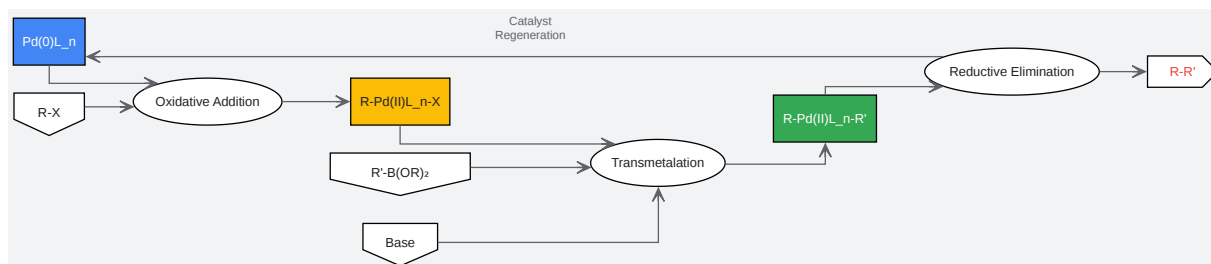 Catalyst
Regeneration
Pd(0)L_n
Reductive Elimination
R-R'
Oxidative Addition
R-X
R-Pd(II)L_n-X
R-Pd(II)L_n-R'
Transmetalation
R'-B(OR)₂
Base